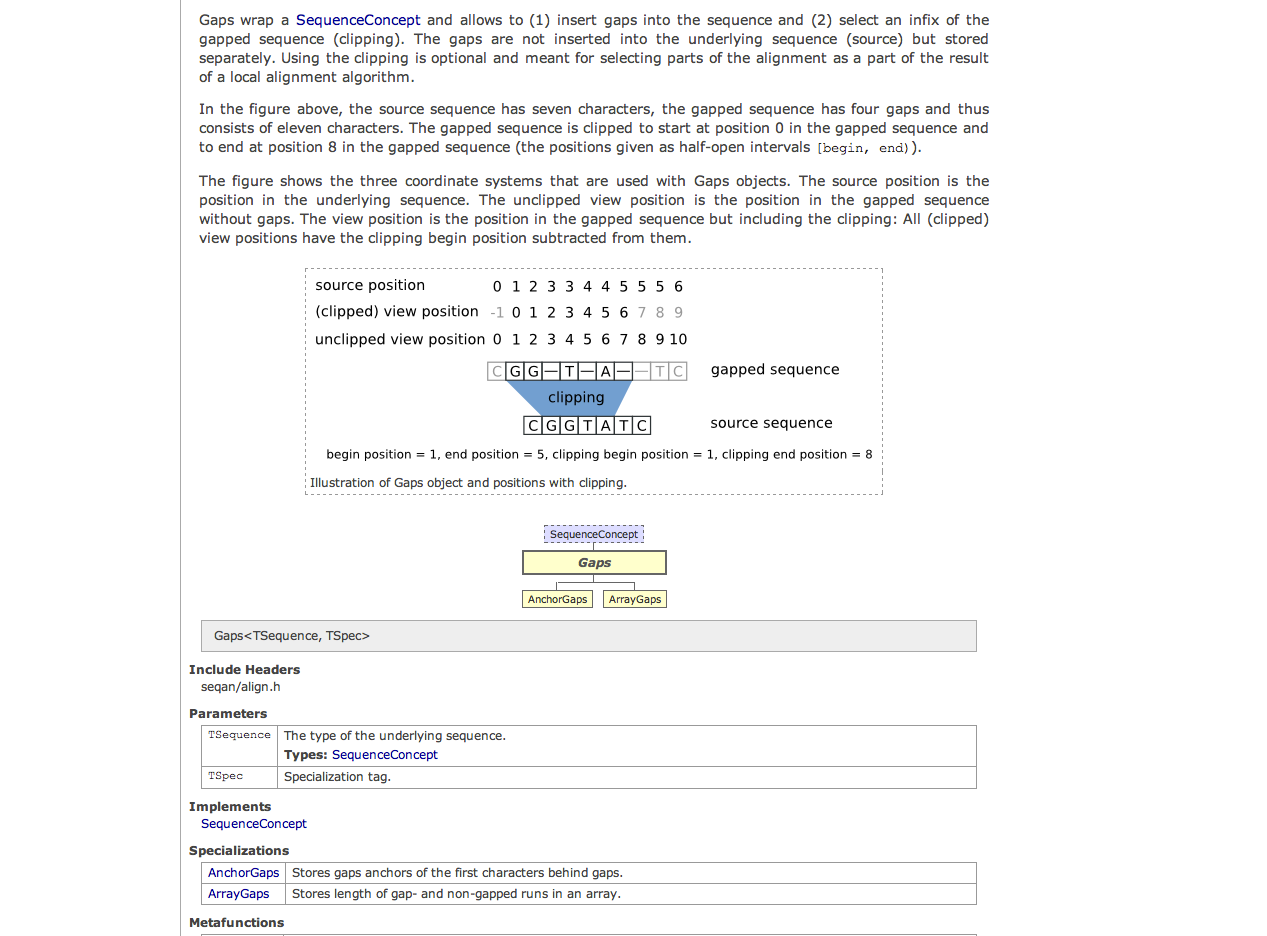 Gaps wrap a SequenceConcept and allows to (1) insert gaps into the sequence and (2) select an infix of the
gapped sequence (clipping). The gaps are not inserted into the underlying sequence (source) but stored
separately. Using the clipping is optional and meant for selecting parts of the alignment as a part of the result
of a local alignment algorithm.
In the figure above, the source sequence has seven characters, the gapped sequence has four gaps and thus
consists of eleven characters. The gapped sequence is clipped to start at position 0 in the gapped sequence and
to end at position 8 in the gapped sequence (the positions given as half-open intervals [begin, end)).
The figure shows the three coordinate systems that are used with Gaps objects. The source position is the
position in the underlying sequence. The unclipped view position is the position in the gapped sequence
without gaps. The view position is the position in the gapped sequence but including the clipping: All (clipped)
view positions have the clipping begin position subtracted from them.
source position 0 1 2 3 3 4 4 5 5 5 6
(clipped) view position -1 0 1 2 3 4 5 6 7 8 9
unclipped view position 0 1 2 3 4 5 6 7 8 9 10
C G G — T — A — — T C gapped sequence
clipping
C G G T A T C source sequence
begin position = 1, end position = 5, clipping begin position = 1, clipping end position = 8
Illustration of Gaps object and positions with clipping.
SequenceConcept
Gaps
AnchorGaps ArrayGaps
Gaps<TSequence, TSpec>
Include Headers
seqan/align.h
Parameters
TSequence The type of the underlying sequence.
Types: SequenceConcept
TSpec Specialization tag.
Implements
SequenceConcept
Specializations
AnchorGaps Stores gaps anchors of the first characters behind gaps.
ArrayGaps Stores length of gap- and non-gapped runs in an array.
Metafunctions